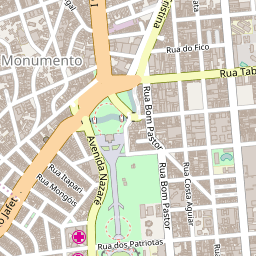 Rua do Fico
Monumento
Rua Tab
Rua Bom Pastor
Avenida Nazaré
Rua Itapari
Rua Morigós
Rua Costa Aguiar
Rua Bom Pastor
o Jafet
Rua dos Patriotas